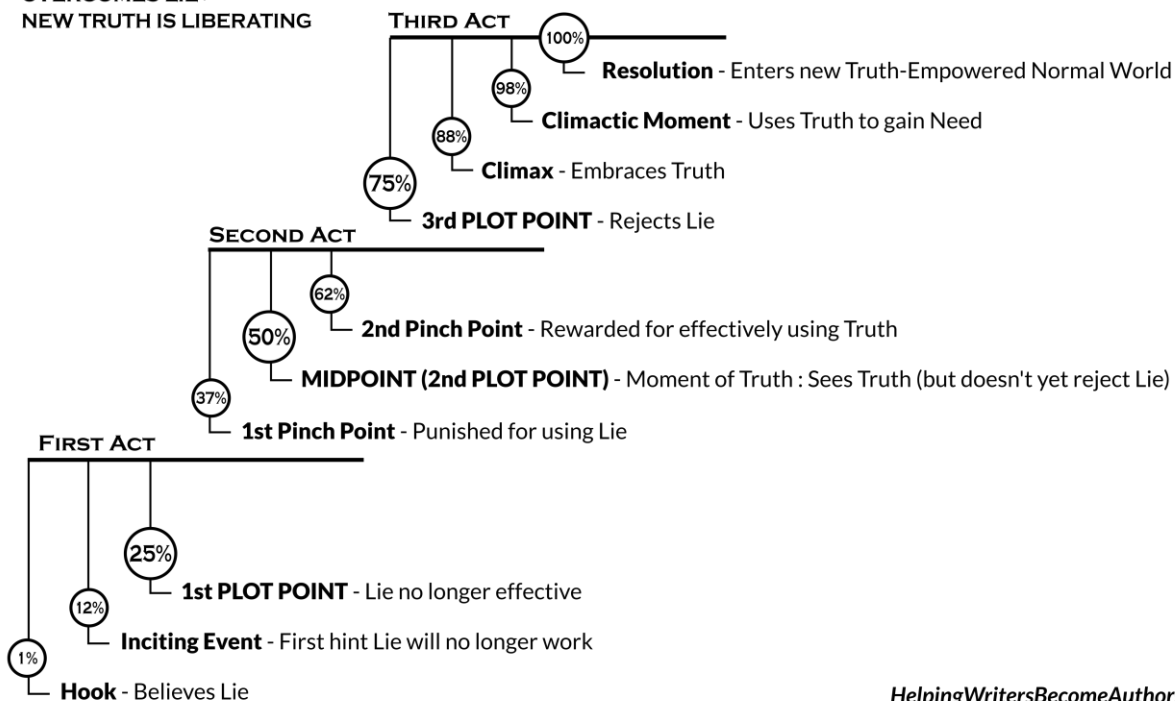 NEW TRUTH IS LIBERATING
THIRD ACT
100%
Resolution - Enters new Truth-Empowered Normal World
98%
Climactic Moment - Uses Truth to gain Need
88%
Climax - Embraces Truth
75%
3rd PLOT POINT - Rejects Lie
SECOND ACT
62%
2nd Pinch Point - Rewarded for effectively using Truth
50%
MIDPOINT (2nd PLOT POINT) - Moment of Truth : Sees Truth (but doesn't yet reject Lie)
37%
1st Pinch Point - Punished for using Lie
FIRST ACT
25%
1st PLOT POINT - Lie no longer effective
12%
Inciting Event - First hint Lie will no longer work
1%
Hook - Believes Lie
HelpingWritersBecomeAuthor